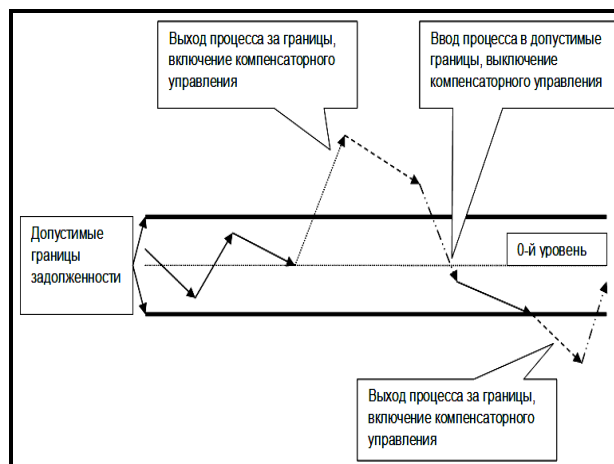 Выход процесса за границы,
включение компенсаторного
управления
Ввод процесса в допустимые
границы, выключение
компенсаторного управления
Допустимые
границы
задолженности
0-й уровень
Выход процесса за границы,
включение компенсаторного
управления